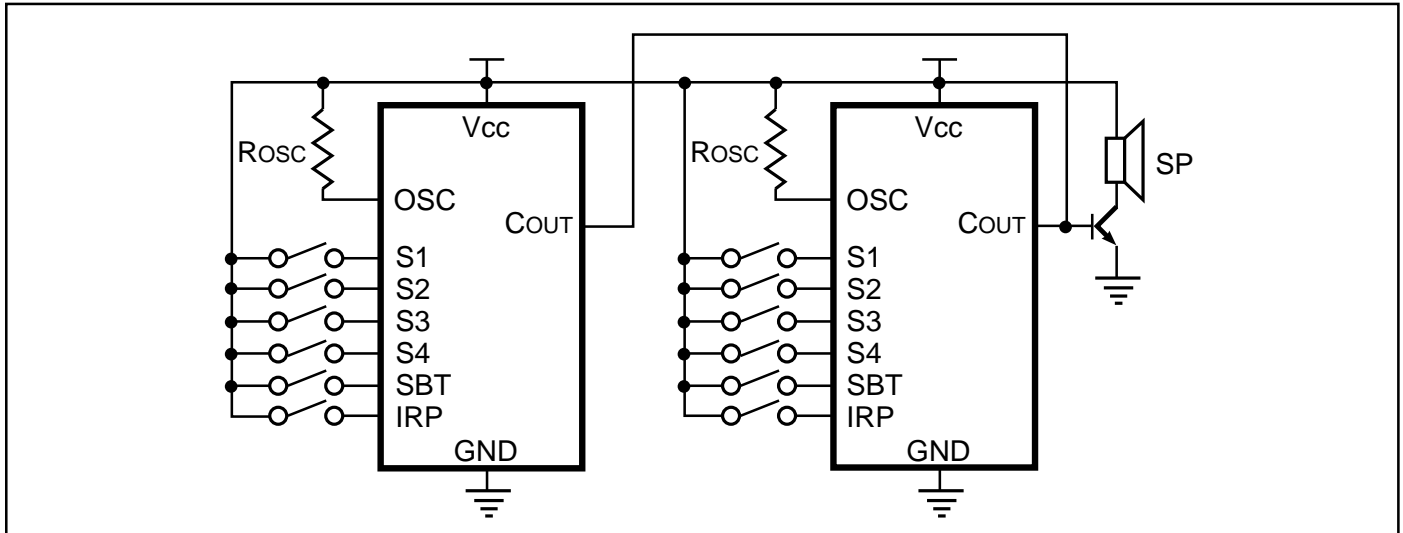 Vcc
ROSC
OSC
COUT
S1
S2
S3
S4
SBT
IRP
GND
Vcc
ROSC
OSC
COUT
S1
S2
S3
S4
SBT
IRP
GND
SP